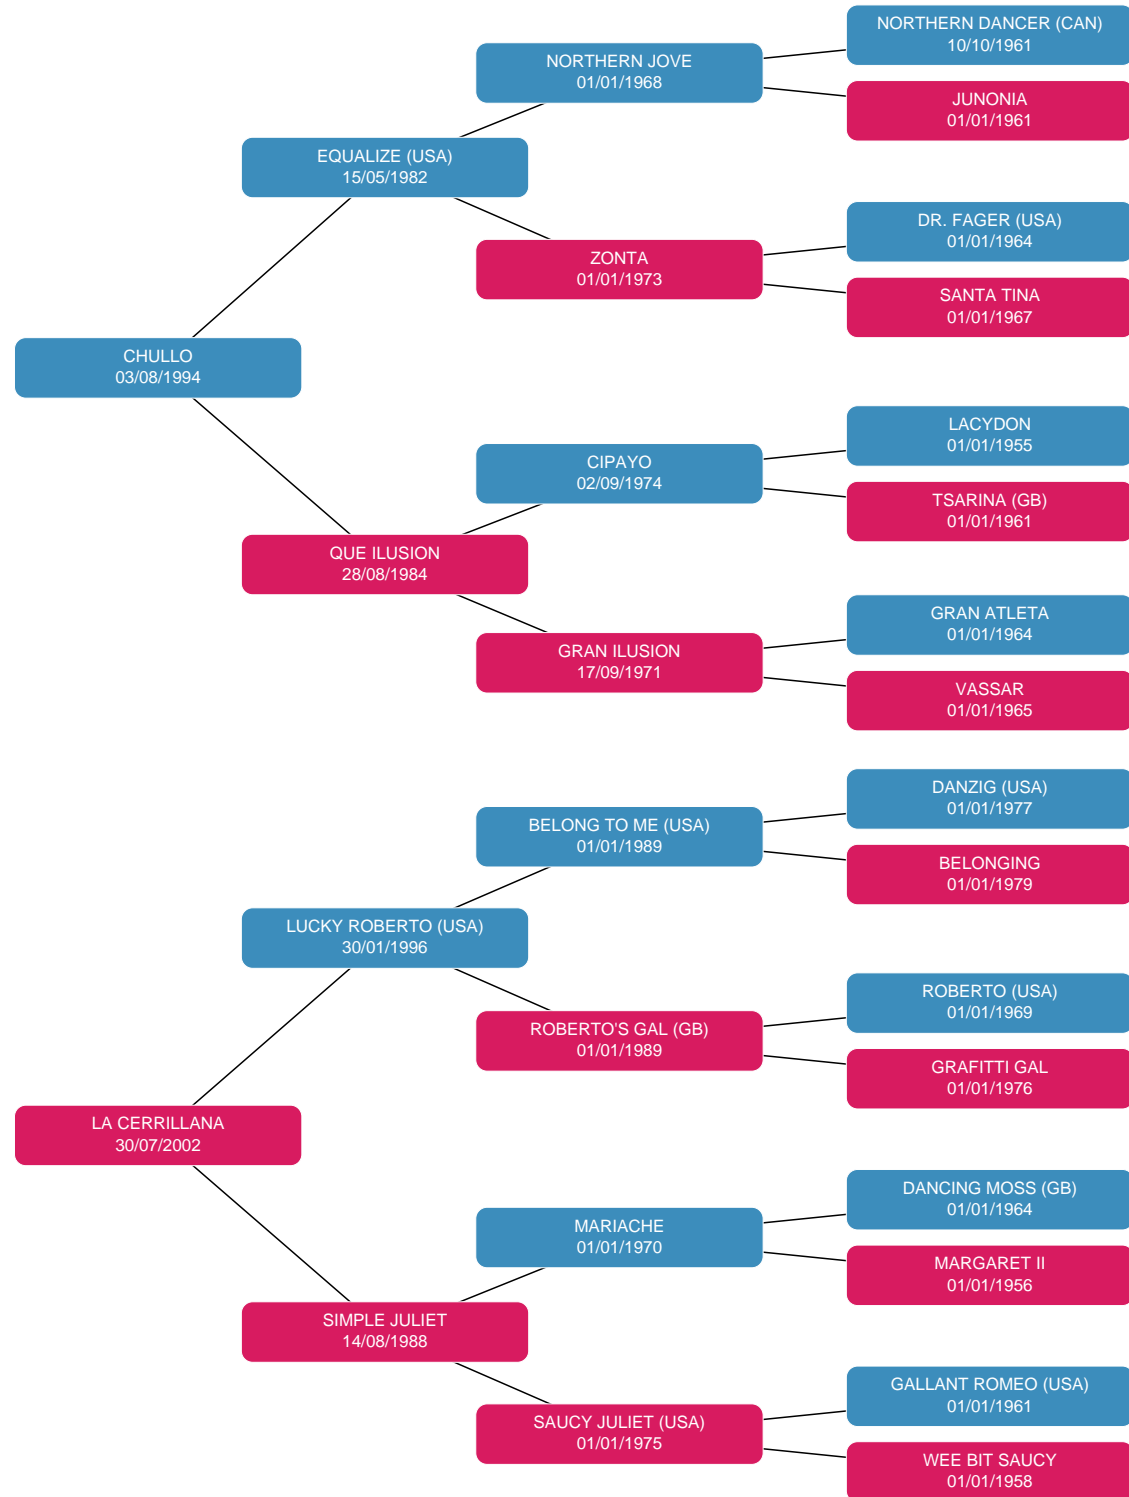 NORTHERN DANCER (CAN)
10/10/1961
NORTHERN JOVE
01/01/1968
JUNONIA
01/01/1961
EQUALIZE (USA)
15/05/1982
DR. FAGER (USA)
01/01/1964
ZONTA
01/01/1973
SANTA TINA
01/01/1967
CHULLO
03/08/1994
LACYDON
01/01/1955
CIPAYO
02/09/1974
TSARINA (GB)
01/01/1961
QUE ILUSION
28/08/1984
GRAN ATLETA
01/01/1964
GRAN ILUSION
17/09/1971
VASSAR
01/01/1965
DANZIG (USA)
01/01/1977
BELONG TO ME (USA)
01/01/1989
BELONGING
01/01/1979
LUCKY ROBERTO (USA)
30/01/1996
ROBERTO (USA)
01/01/1969
ROBERTO'S GAL (GB)
01/01/1989
GRAFITTI GAL
01/01/1976
LA CERRILLANA
30/07/2002
DANCING MOSS (GB)
01/01/1964
MARIACHE
01/01/1970
MARGARET II
01/01/1956
SIMPLE JULIET
14/08/1988
GALLANT ROMEO (USA)
01/01/1961
SAUCY JULIET (USA)
01/01/1975
WEE BIT SAUCY
01/01/1958